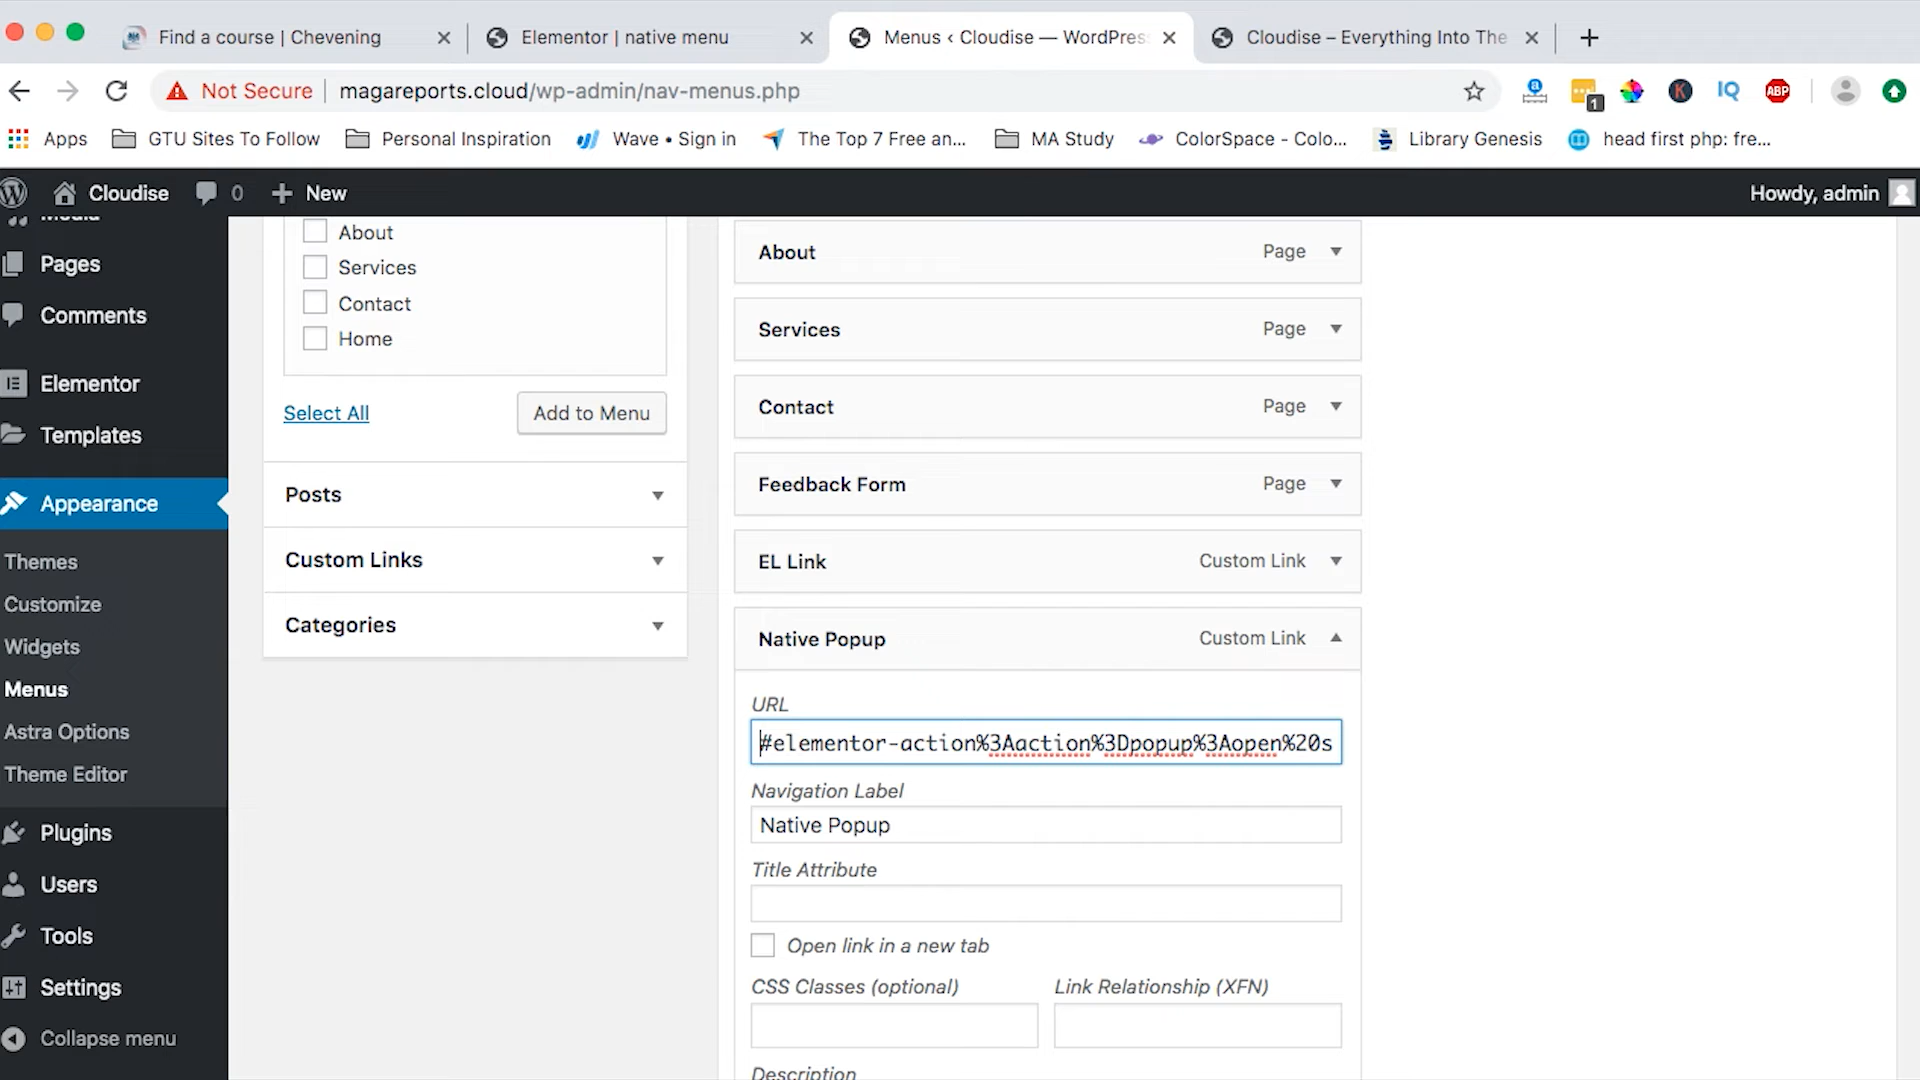 Find a course | Chevening
Elementor | native menu
Menus ‹ Cloudise — WordPres
Cloudise – Everything Into The
Not Secure
magareports.cloud/wp-admin/nav-menus.php
a
1
K
IQ
ABP
Apps
GTU Sites To Follow
Personal Inspiration
Wave • Sign in
The Top 7 Free an...
MA Study
ColorSpace - Colo...
Library Genesis
head first php: fre...
Cloudise
0
New
Howdy, admin
Media
Pages
Comments
Elementor
Templates
Appearance
Themes
Customize
Widgets
Menus
Astra Options
Theme Editor
Plugins
Users
Tools
Settings
Collapse menu
About
Services
Contact
Home
Select All
Add to Menu
Posts
Custom Links
Categories
About Page
Services Page
Contact Page
Feedback Form Page
EL Link Custom Link
Native Popup Custom Link
URL
#elementor-action%3Aaction%3Dpopup%3Aopen%20s
Navigation Label
Native Popup
Title Attribute
Open link in a new tab
CSS Classes (optional)
Link Relationship (XFN)
Description